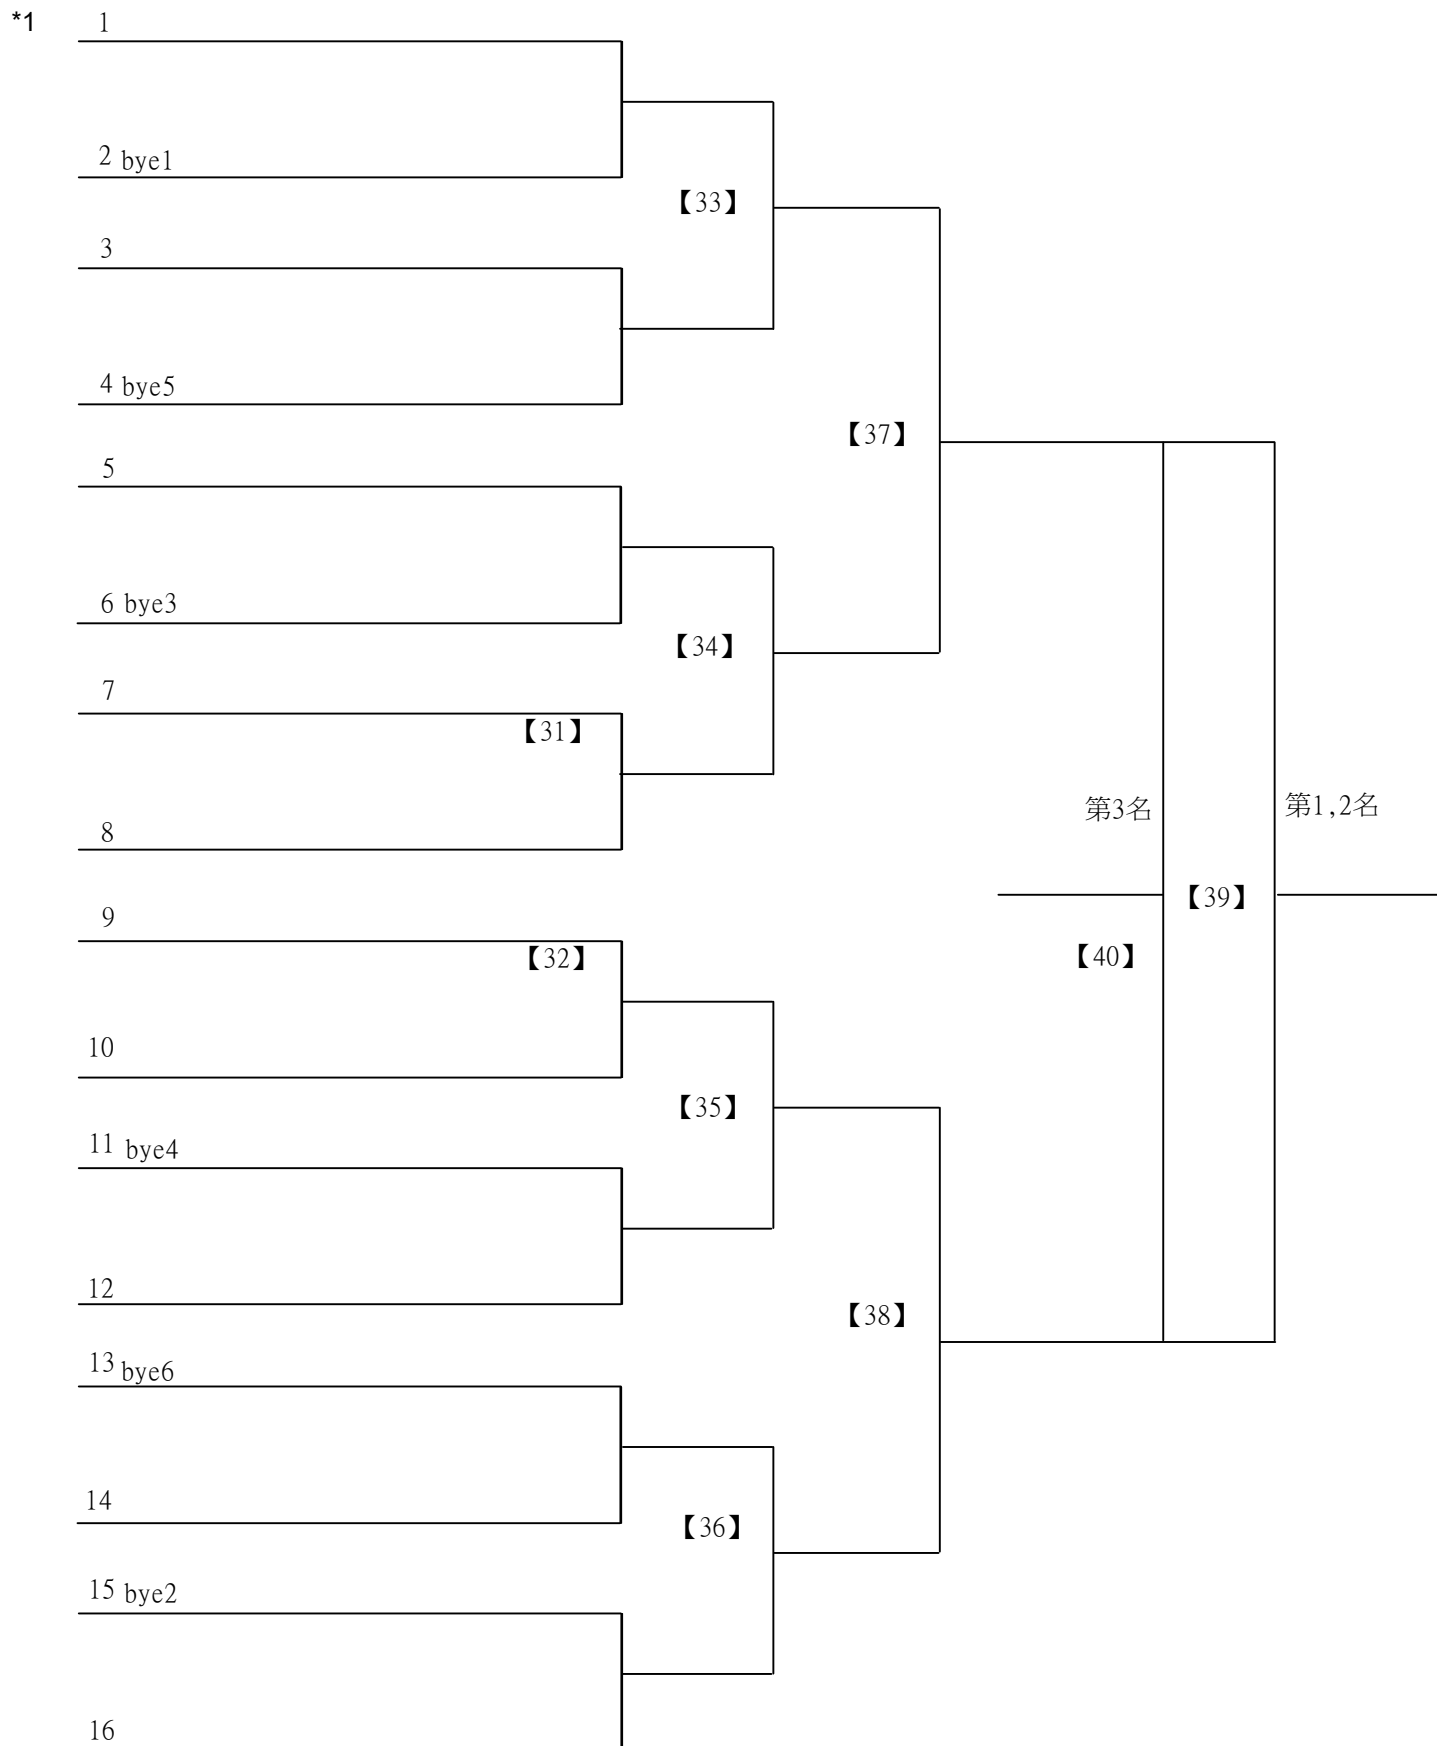 *1
1
2 bye1
【33】
3
4 bye5
【37】
5
6 bye3
【34】
7
【31】
8
第3名
第1,2名
9
【39】
【32】
【40】
10
【35】
11 bye4
12
【38】
13 bye6
14
【36】
15 bye2
16